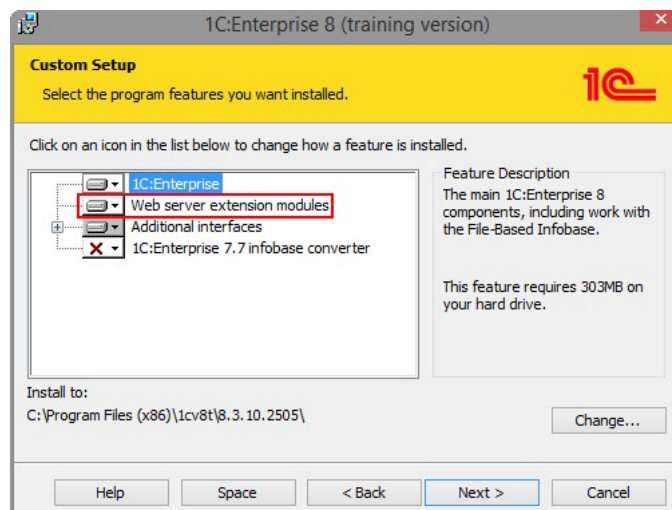 1C:Enterprise 8 (training version)
Custom Setup
Select the program features you want installed.
1C
Click on an icon in the list below to change how a feature is installed.
1C:Enterprise
Web server extension modules
Additional interfaces
1C:Enterprise 7.7 infobase converter
Feature Description
The main 1C:Enterprise 8
components, including work with
the File-Based Infobase.
This feature requires 303MB on
your hard drive.
Install to:
C:\Program Files (x86)\1cv8t\8.3.10.2505\
Change...
Help
Space
< Back
Next >
Cancel